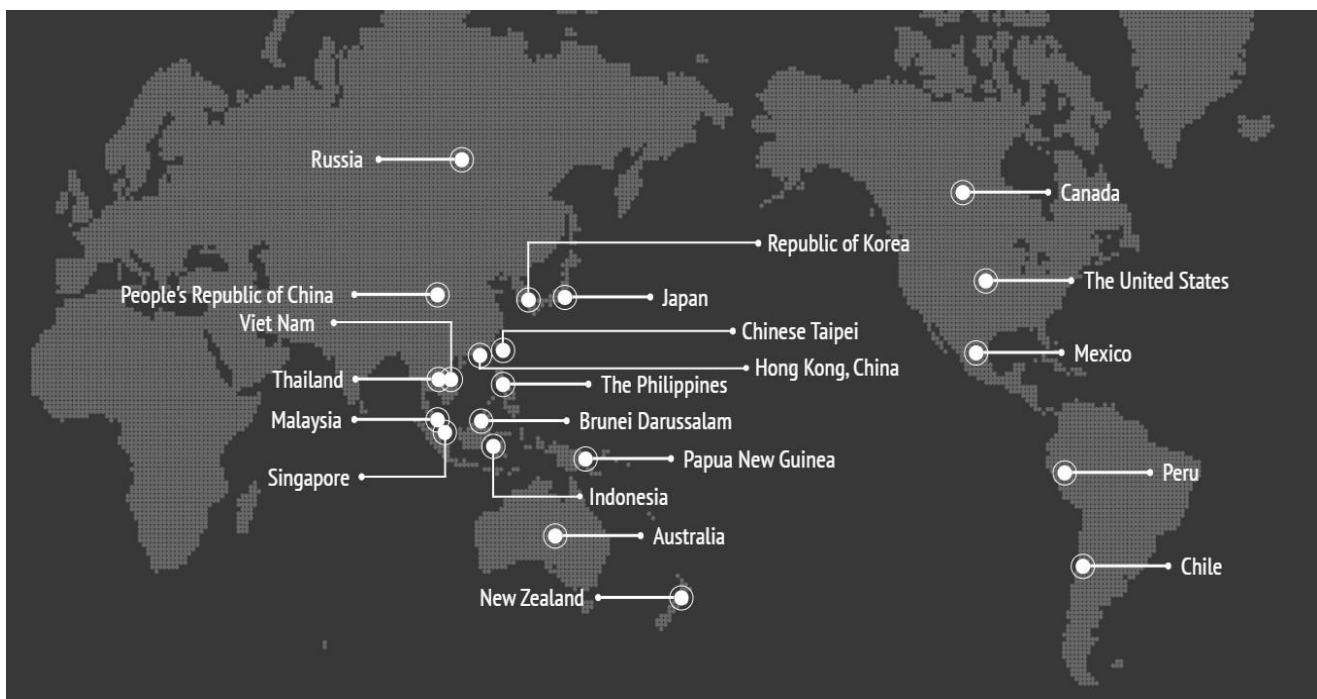 Russia
Canada
Republic of Korea
The United States
People's Republic of China
Japan
Viet Nam
Chinese Taipei
Mexico
Hong Kong, China
Thailand
The Philippines
Malaysia
Brunei Darussalam
Papua New Guinea
Peru
Singapore
Indonesia
Australia
Chile
New Zealand